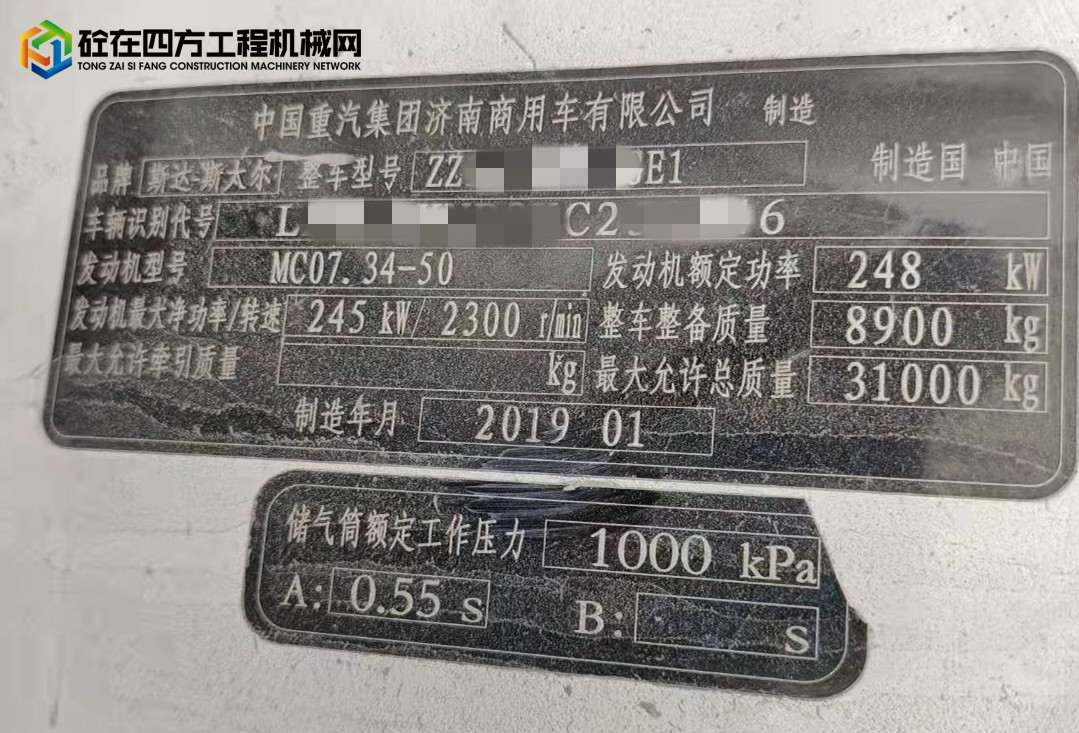 砼在四方工程机械网
TONG ZAI SI FANG CONSTRUCTION MACHINERY NETWORK
中国重汽集团济南商用车有限公司 制造
品牌 斯达-斯太尔 整车型号 ZZ GE1 制造国 中国
车辆识别代号 L C2 6
发动机型号 MC07.34-50 发动机额定功率 248 kW
发动机最大净功率/转速 245 kW/ 2300 r/min 整车整备质量 8900 kg
最大允许牵引质量 kg 最大允许总质量 31000 kg
制造年月 2019 01
储气筒额定工作压力 1000 kPa
A: 0.55 s B: s